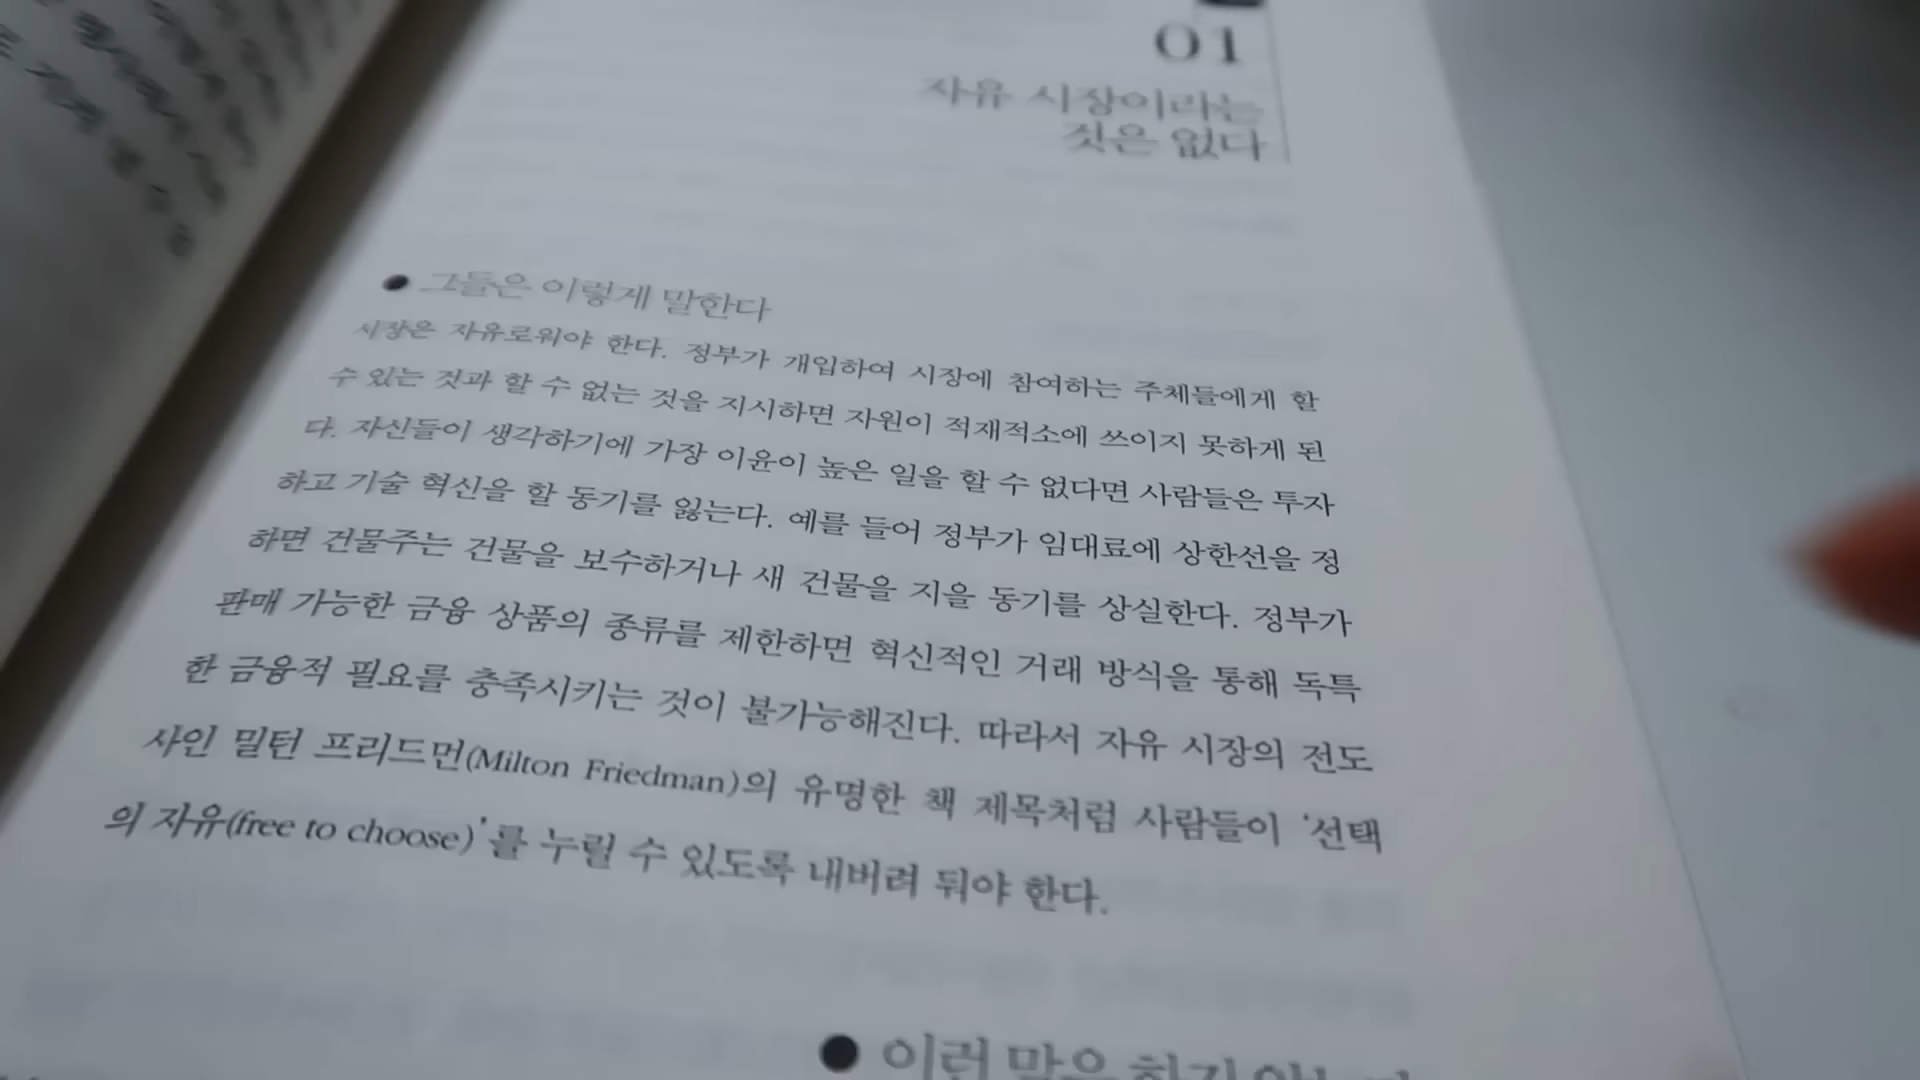 01
자유 시장이라는
것은 없다
● 그들은 이렇게 말한다
시장은 자유로워야 한다. 정부가 개입하여 시장에 참여하는 주체들에게 할
수 있는 것과 할 수 없는 것을 지시하면 자원이 적재적소에 쓰이지 못하게 된
다. 자신들이 생각하기에 가장 이윤이 높은 일을 할 수 없다면 사람들은 투자
하고 기술 혁신을 할 동기를 잃는다. 예를 들어 정부가 임대료에 상한선을 정
하면 건물주는 건물을 보수하거나 새 건물을 지을 동기를 상실한다. 정부가
판매 가능한 금융 상품의 종류를 제한하면 혁신적인 거래 방식을 통해 독특
한 금융적 필요를 충족시키는 것이 불가능해진다. 따라서 자유 시장의 전도
사인 밀턴 프리드먼(Milton Friedman)의 유명한 책 제목처럼 사람들이 '선택
의 자유(free to choose)'를 누릴 수 있도록 내버려 둬야 한다.
● 이런 말은 하지